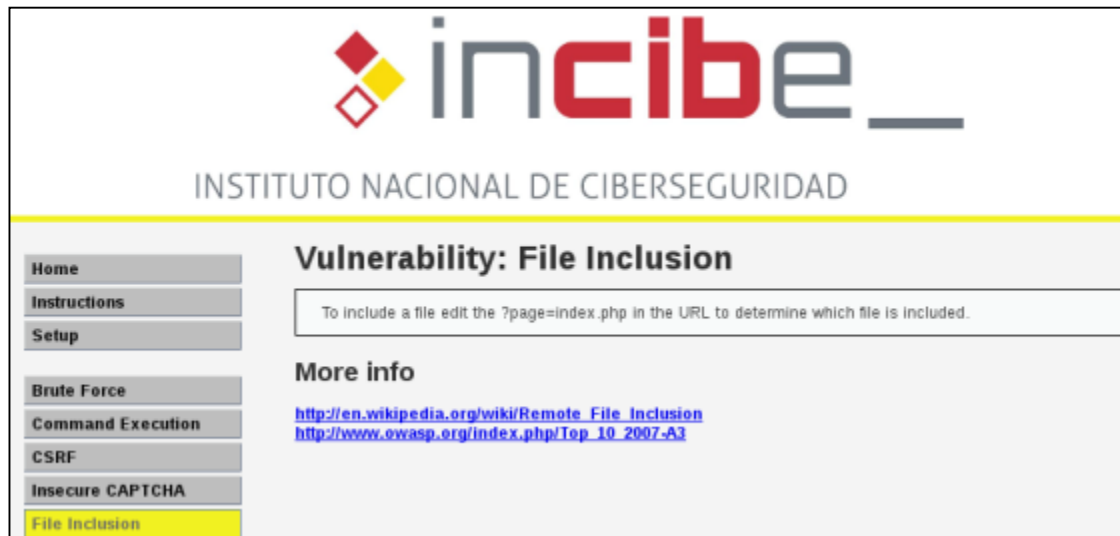 incibe_
INSTITUTO NACIONAL DE CIBERSEGURIDAD
Home
Instructions
Setup
Brute Force
Command Execution
CSRF
Insecure CAPTCHA
File Inclusion
Vulnerability: File Inclusion
To include a file edit the ?page=index.php in the URL to determine which file is included.
More info
http://en.wikipedia.org/wiki/Remote_File_Inclusion
http://www.owasp.org/index.php/Top_10_2007-A3